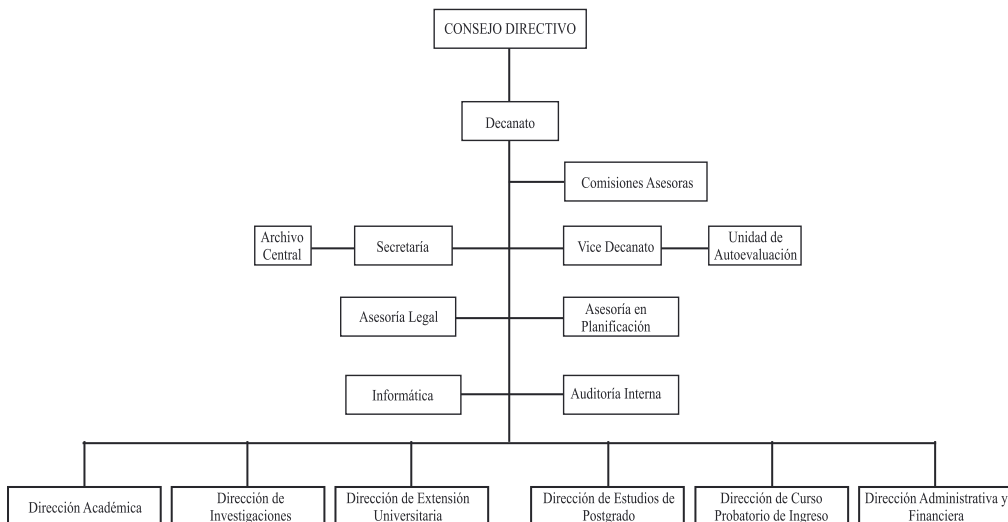 CONSEJO DIRECTIVO
Decanato
Comisiones Asesoras
Archivo
Central
Secretaría
Vice Decanato
Unidad de
Autoevaluación
Asesoría Legal
Asesoría en
Planificación
Informática
Auditoría Interna
Dirección Académica
Dirección de
Investigaciones
Dirección de Extensión
Universitaria
Dirección de Estudios de
Postgrado
Dirección de Curso
Probatorio de Ingreso
Dirección Administrativa y
Financiera